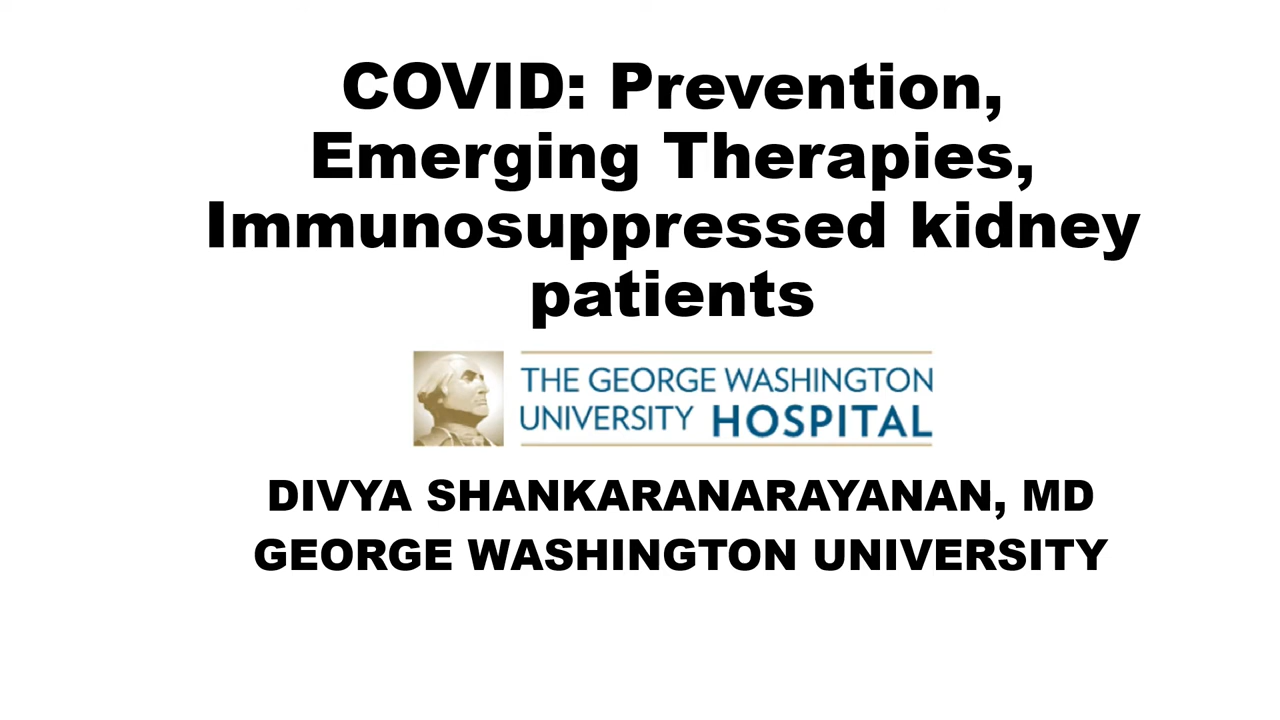 COVID: Prevention,
Emerging Therapies,
Immunosuppressed kidney
patients
THE GEORGE WASHINGTON
UNIVERSITY HOSPITAL
DIVYA SHANKARANARAYANAN, MD
GEORGE WASHINGTON UNIVERSITY